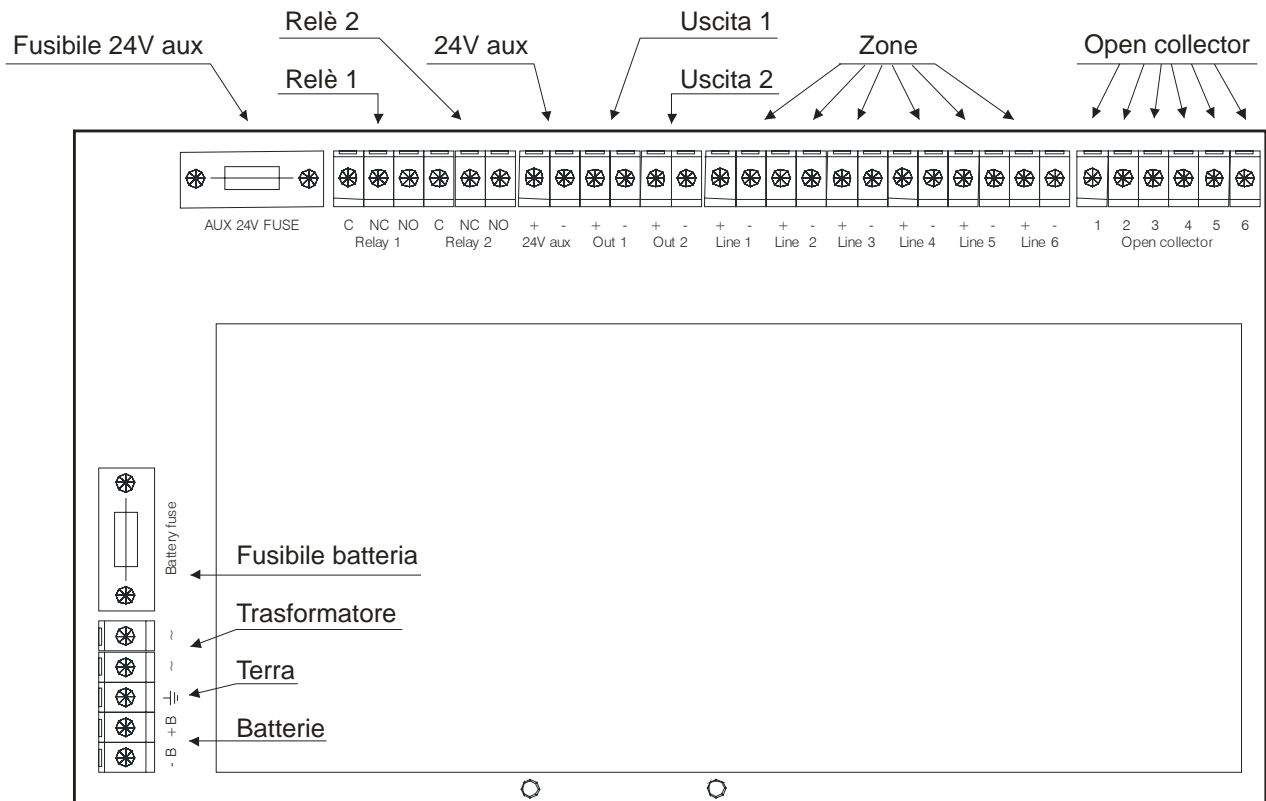 Relè 2
Uscita 1
Fusibile 24V aux
24V aux
Zone
Open collector
Relè 1
Uscita 2
AUX 24V FUSE
C NC NO C NC NO + - + - + - + - + - + - + - + - + - 1 2 3 4 5 6
Relay 1 Relay 2 24V aux Out 1 Out 2 Line 1 Line 2 Line 3 Line 4 Line 5 Line 6 Open collector
Battery fuse
Fusibile batteria
Trasformatore
~
~
Terra
Batterie
+ B
- B